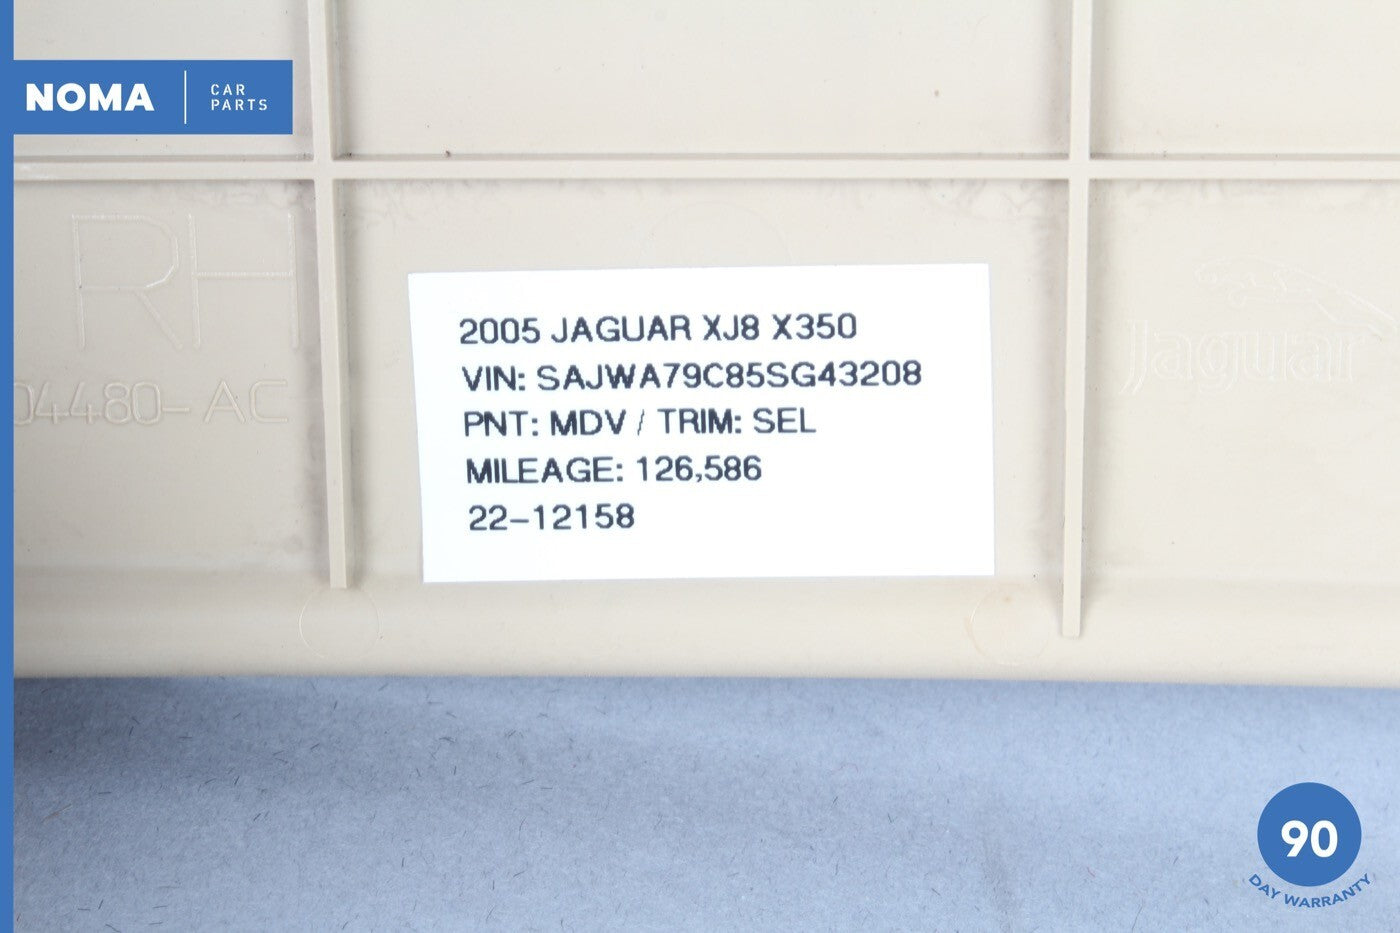 NOMA
CAR
PARTS
RH
04480-AC
Jaguar
2005 JAGUAR XJ8 X350
VIN: SAJWA79C85SG43208
PNT: MDV / TRIM: SEL
MILEAGE: 126,586
22-12158
90
DAY WARRANTY